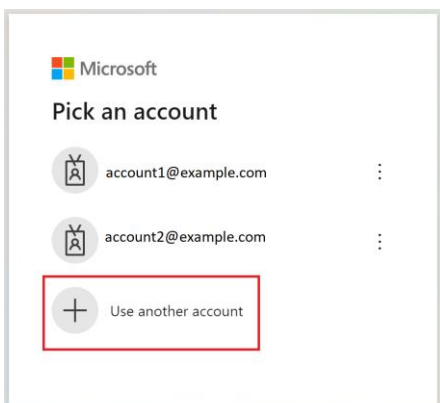 Microsoft
Pick an account
account1@example.com
account2@example.com
Use another account